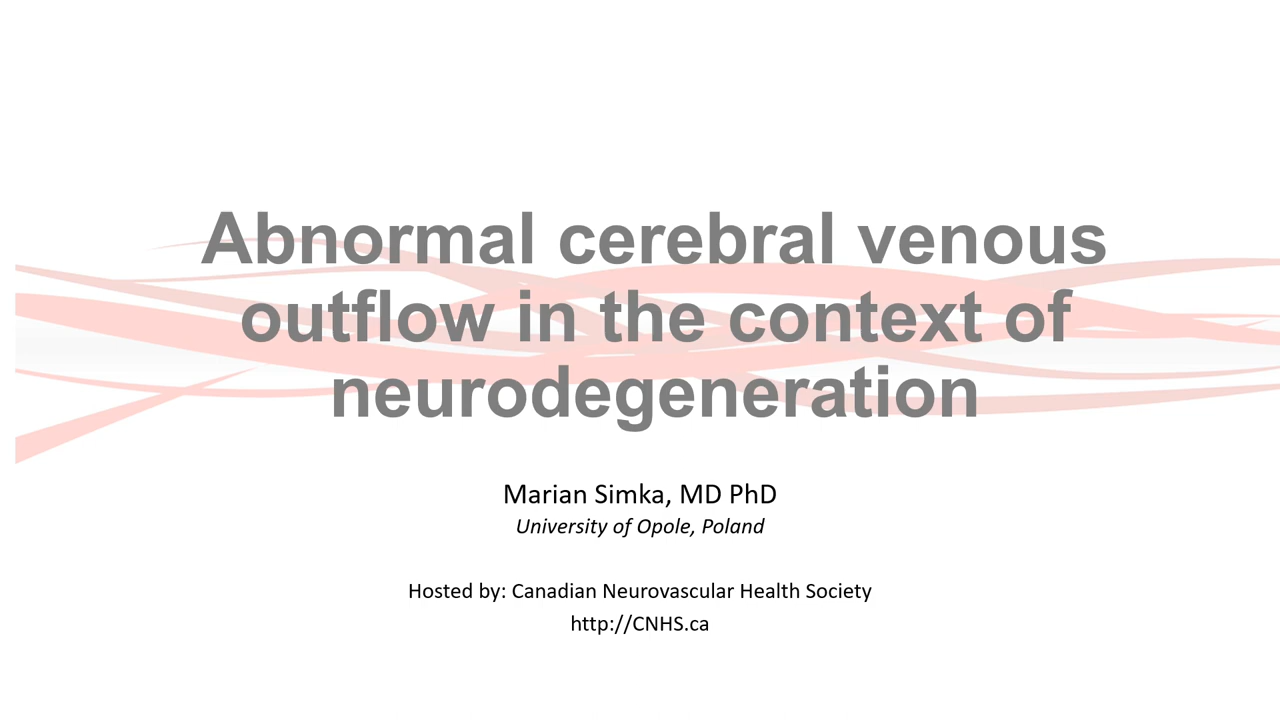 Abnormal cerebral venous
outflow in the context of
neurodegeneration
Marian Simka, MD PhD
University of Opole, Poland
Hosted by: Canadian Neurovascular Health Society
http://CNHS.ca